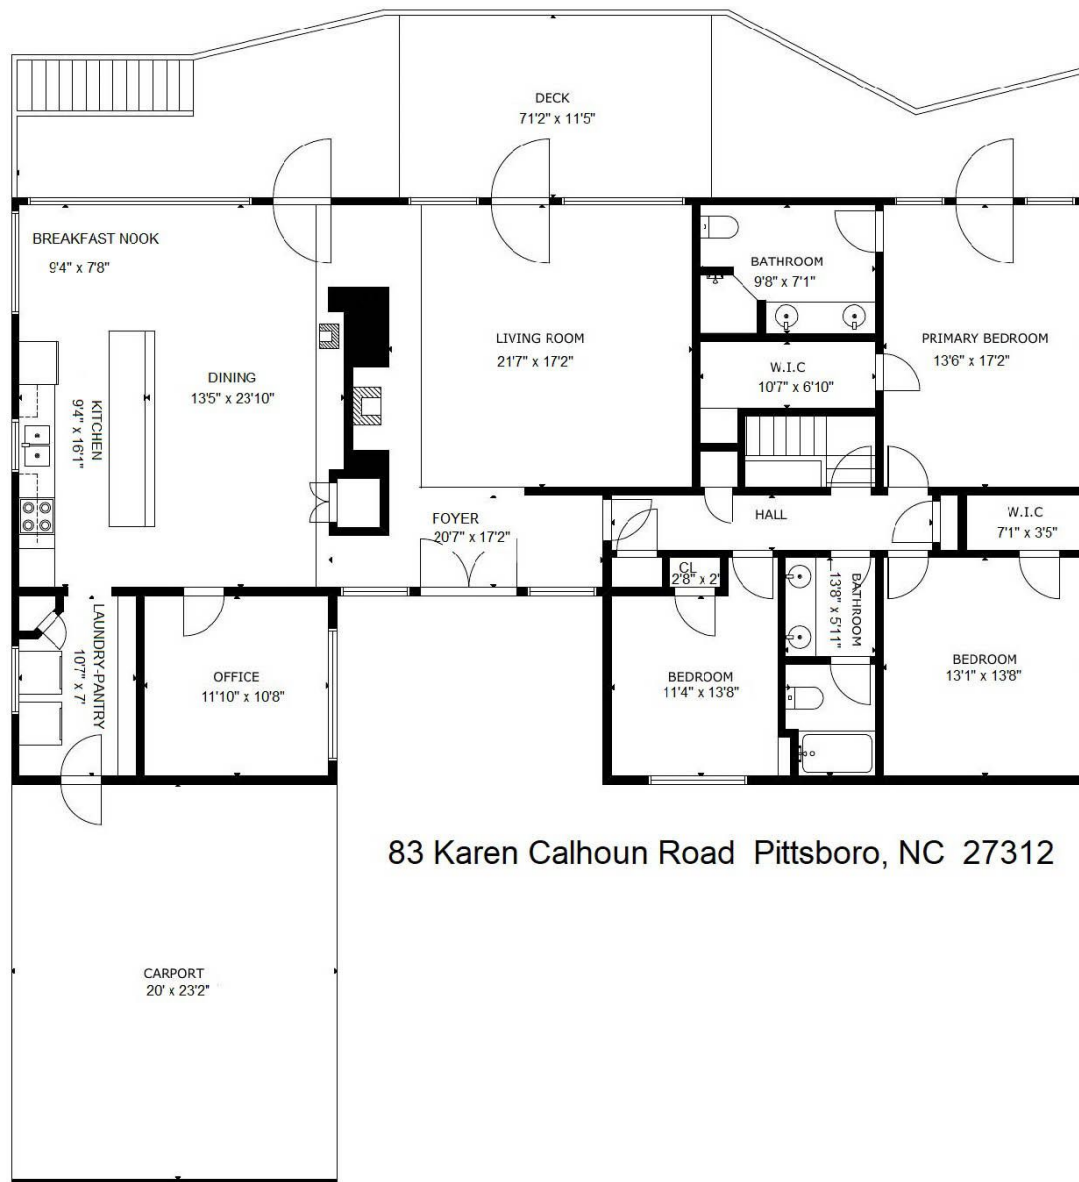 DECK
71'2" x 11'5"
BREAKFAST NOOK
9'4" x 7'8"
BATHROOM
9'8" x 7'1"
LIVING ROOM
21'7" x 17'2"
PRIMARY BEDROOM
13'6" x 17'2"
W.I.C
10'7" x 6'10"
DINING
13'5" x 23'10"
KITCHEN
9'4" x 16'1"
FOYER
20'7" x 17'2"
HALL
W.I.C
7'1" x 3'5"
CL
2'8" x 2'
BATHROOM
13'8" x 5'11"
LAUNDRY-PANTRY
10'7" x 7'
OFFICE
11'10" x 10'8"
BEDROOM
11'4" x 13'8"
BEDROOM
13'1" x 13'8"
83 Karen Calhoun Road  Pittsboro, NC  27312
CARPORT
20' x 23'2"